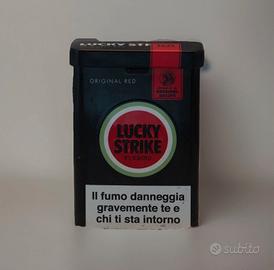 LUCKY STRIKE
ORIGINAL RED
LUCKY
STRIKE
Il fumo danneggia
gravemente te e
chi ti sta intorno
subito